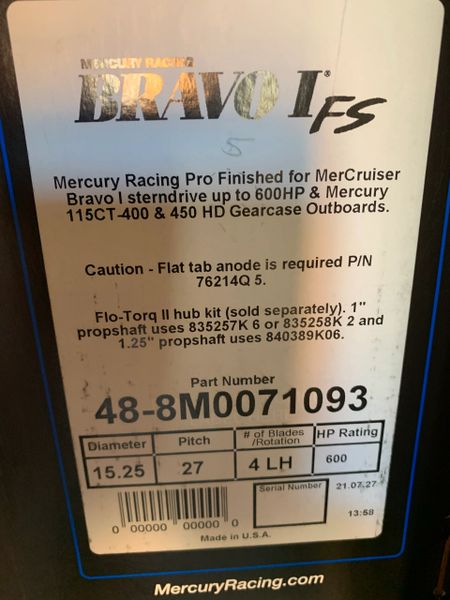 MERCURY RACING
BRAVO I® FS
5
Mercury Racing Pro Finished for MerCruiser
Bravo I sterndrive up to 600HP & Mercury
115CT-400 & 450 HD Gearcase Outboards.
Caution - Flat tab anode is required P/N
76214Q 5.
Flo-Torq II hub kit (sold separately). 1"
propshaft uses 835257K 6 or 835258K 2 and
1.25" propshaft uses 840389K06.
Part Number
48-8M0071093
Diameter Pitch # of Blades /Rotation HP Rating
15.25 27 4 LH 600
Serial Number 21.07.27
13:58
0 00000 00000 0
Made in U.S.A.
MercuryRacing.com